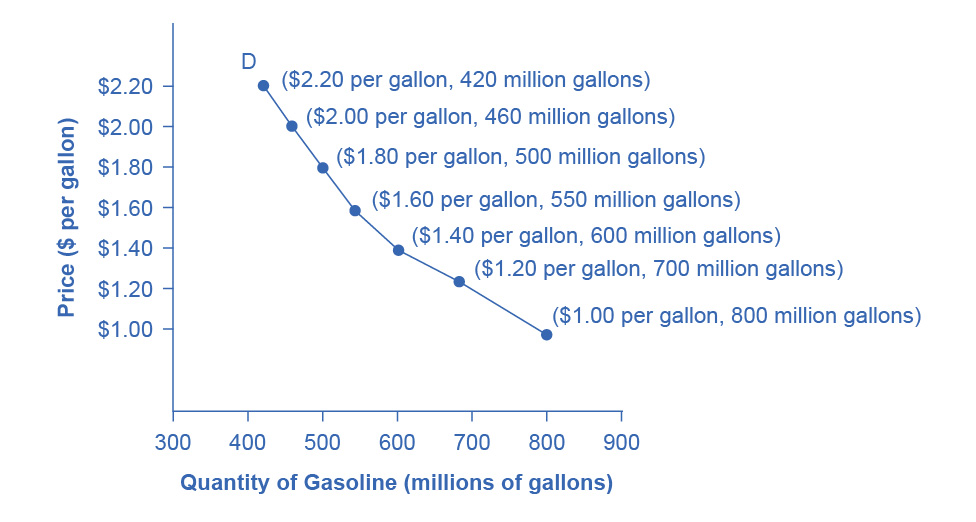 D
($2.20 per gallon, 420 million gallons)
$2.20
($2.00 per gallon, 460 million gallons)
$2.00
($1.80 per gallon, 500 million gallons)
$1.80
($1.60 per gallon, 550 million gallons)
$1.60
($1.40 per gallon, 600 million gallons)
$1.40
($1.20 per gallon, 700 million gallons)
$1.20
($1.00 per gallon, 800 million gallons)
$1.00
Price ($ per gallon)
300 400 500 600 700 800 900
Quantity of Gasoline (millions of gallons)